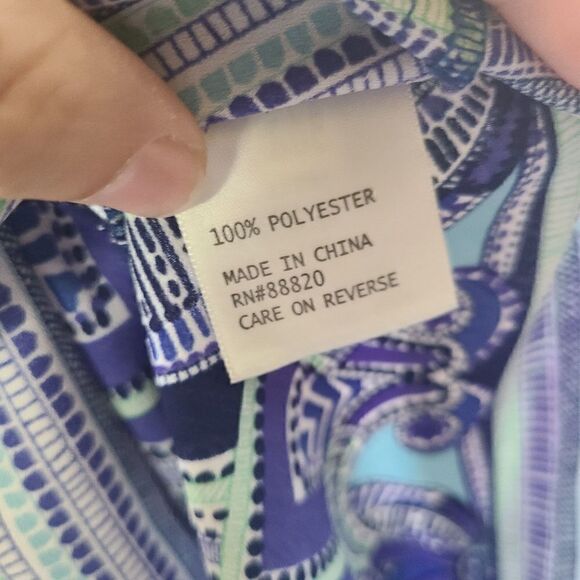 100% POLYESTER
MADE IN CHINA
RN#88820
CARE ON REVERSE